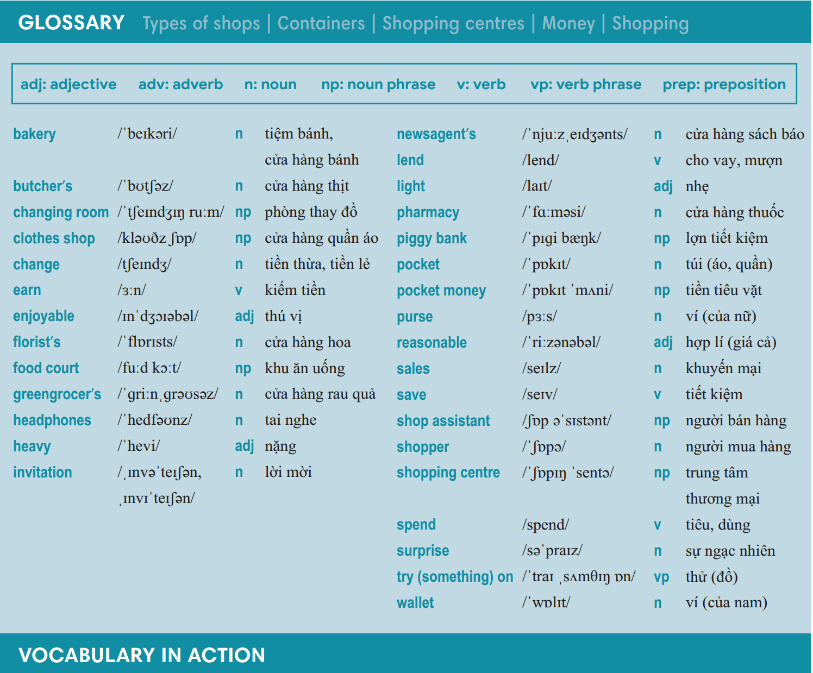 GLOSSARY Types of shops | Containers | Shopping centres | Money | Shopping
adj: adjective adv: adverb n: noun np: noun phrase v: verb vp: verb phrase prep: preposition
bakery /ˈbeɪkəri/ n tiệm bánh,
cửa hàng bánh
butcher's /ˈbʊtʃəz/ n cửa hàng thịt
changing room /ˈtʃeɪndʒɪŋ ruːm/ np phòng thay đồ
clothes shop /kləʊðz ʃɒp/ np cửa hàng quần áo
change /tʃeɪndʒ/ n tiền thừa, tiền lẻ
earn /ɜːn/ v kiếm tiền
enjoyable /ɪnˈdʒɔɪəbəl/ adj thú vị
florist's /ˈflɒrɪsts/ n cửa hàng hoa
food court /fuːd kɔːt/ np khu ăn uống
greengrocer's /ˈɡriːnˌɡrəʊsəz/ n cửa hàng rau quả
headphones /ˈhedfəʊnz/ n tai nghe
heavy /ˈhevi/ adj nặng
invitation /ˌɪnvəˈteɪʃən, n lời mời
ˌɪnvɪˈteɪʃən/
newsagent's /ˈnjuːzˌeɪdʒənts/ n cửa hàng sách báo
lend /lend/ v cho vay, mượn
light /laɪt/ adj nhẹ
pharmacy /ˈfɑːməsi/ n cửa hàng thuốc
piggy bank /ˈpɪɡi bæŋk/ np lợn tiết kiệm
pocket /ˈpɒkɪt/ n túi (áo, quần)
pocket money /ˈpɒkɪt ˈmʌni/ np tiền tiêu vặt
purse /pɜːs/ n ví (của nữ)
reasonable /ˈriːzənəbəl/ adj hợp lí (giá cả)
sales /seɪlz/ n khuyến mại
save /seɪv/ v tiết kiệm
shop assistant /ʃɒp əˈsɪstənt/ np người bán hàng
shopper /ˈʃɒpə/ n người mua hàng
shopping centre /ˈʃɒpɪŋ ˈsentə/ np trung tâm
thương mại
spend /spend/ v tiêu, dùng
surprise /səˈpraɪz/ n sự ngạc nhiên
try (something) on /ˈtraɪ ˌsʌmθɪŋ ɒn/ vp thử (đồ)
wallet /ˈwɒlɪt/ n ví (của nam)
VOCABULARY IN ACTION